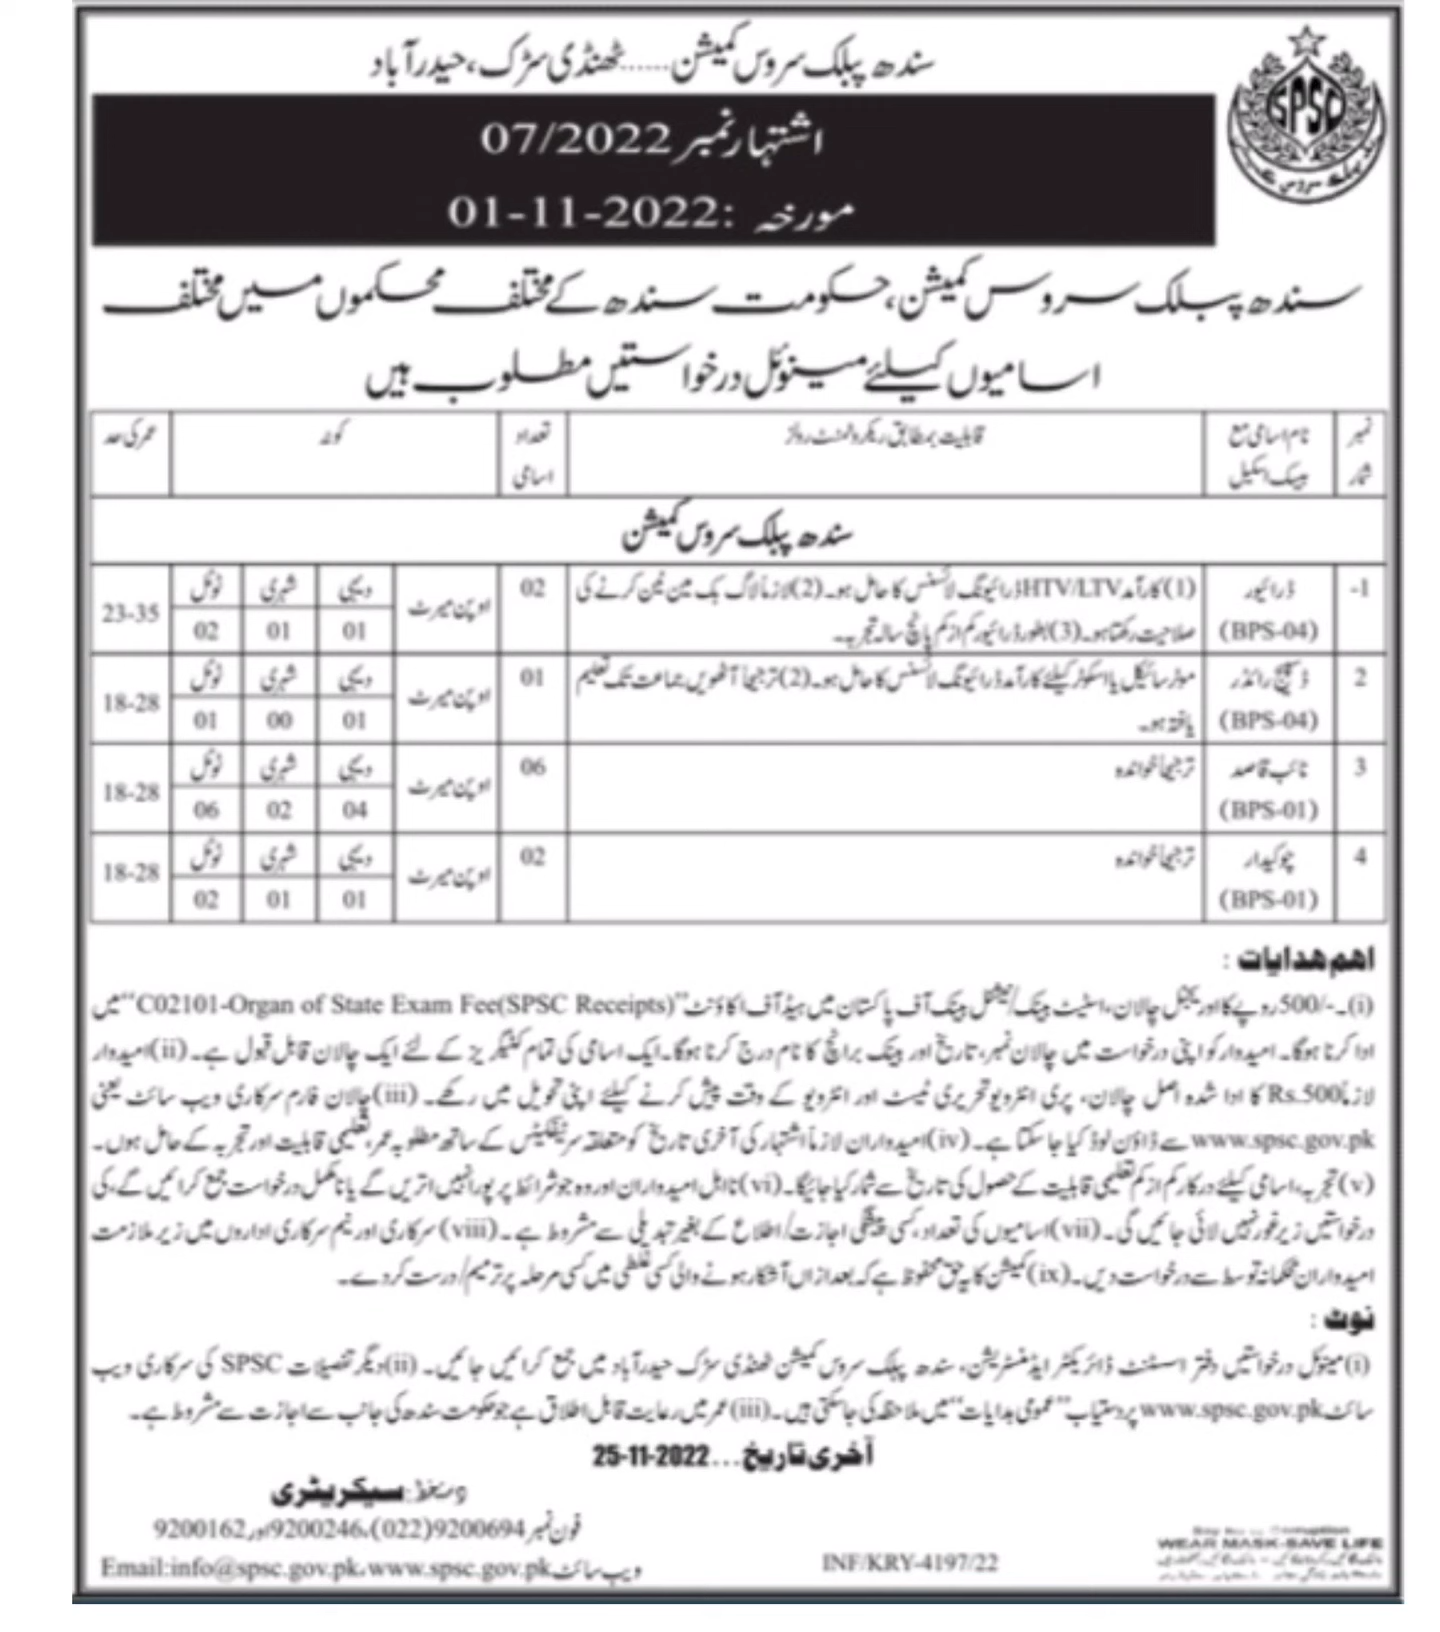 سندھ پبلک سروس کمیشن......ٹھنڈی سڑک، حیدرآباد
SPSC
اشتہار نمبر 07/2022
مورخہ :01-11-2022
سندھ پبلک سروس کمیشن، حکومت سندھ کے مختلف محکموں میں مختلف
اسامیوں کیلئے مینوئل درخواستیں مطلوب ہیں
نمبر شمار نام اسامی مع بیسک اسکیل قابلیت بمطابق ریکروٹمنٹ رولز تعداد اسامی کوٹہ عمر کی حد
سندھ پبلک سروس کمیشن
1- ڈرائیور (1) کارآمد HTV/LTV ڈرائیونگ لائسنس کا حامل ہو۔ (2) لازماً لاگ بک مین ٹین کرنے کی 02 اوپن میرٹ دیہی شہری ٹوٹل 23-35
(BPS-04) صلاحیت رکھتا ہو۔ (3) بطور ڈرائیور کم از کم پانچ سالہ تجربہ۔ 01 01 02
2 ڈسپیچ رائڈر موٹر سائیکل یا اسکوٹر کیلئے کارآمد ڈرائیونگ لائسنس کا حامل ہو۔ (2) ترجیحاً آٹھویں جماعت تک تعلیم 01 اوپن میرٹ دیہی شہری ٹوٹل 18-28
(BPS-04) یافتہ ہو۔ 01 00 01
3 نائب قاصد ترجیحاً خواندہ 06 اوپن میرٹ دیہی شہری ٹوٹل 18-28
(BPS-01) 04 02 06
4 چوکیدار ترجیحاً خواندہ 02 اوپن میرٹ دیہی شہری ٹوٹل 18-28
(BPS-01) 01 01 02
اہم ہدایات :
(i)۔ -/500 روپے کا اوریجنل چالان، اسٹیٹ بینک/نیشنل بینک آف پاکستان میں ہیڈ آف اکاؤنٹ "C02101-Organ of State Exam Fee(SPSC Receipts)" میں
ادا کرنا ہوگا۔ امیدوار کو اپنی درخواست میں چالان نمبر، تاریخ اور بینک برانچ کا نام درج کرنا ہوگا۔ ایک اسامی کی تمام کٹیگریز کے لئے ایک چالان قابل قبول ہے۔ (ii) امیدوار
لازماً Rs.500 کا ادا شدہ اصل چالان، پری انٹرویو تحریری ٹیسٹ اور انٹرویو کے وقت پیش کرنے کیلئے اپنی تحویل میں رکھے۔ (iii) چالان فارم سرکاری ویب سائٹ یعنی
www.spsc.gov.pk سے ڈاؤن لوڈ کیا جا سکتا ہے۔ (iv) امیدواران لازماً اشتہار کی آخری تاریخ کو متعلقہ سرٹیفکیٹس کے ساتھ مطلوبہ عمر، تعلیمی قابلیت اور تجربہ کے حامل ہوں۔
(v) تجربہ، اسامی کیلئے درکار کم از کم تعلیمی قابلیت کے حصول کی تاریخ سے شمار کیا جائیگا۔ (vi) نااہل امیدواران اور وہ جو شرائط پر پورا نہیں اتریں گے یا نامکمل درخواست جمع کرائیں گے، کی
درخواستیں زیر غور نہیں لائی جائیں گی۔ (vii) اسامیوں کی تعداد، کسی پیشگی اجازت/اطلاع کے بغیر تبدیلی سے مشروط ہے۔ (viii) سرکاری اور نیم سرکاری اداروں میں زیر ملازمت
امیدواران محکمانہ توسط سے درخواست دیں۔ (ix) کمیشن کا یہ حق محفوظ ہے کہ بعد ازاں آشکار ہونے والی کسی غلطی میں کسی مرحلہ پر ترمیم/درست کر دے۔
نوٹ :
(i) مینوئل درخواستیں دفتر اسسٹنٹ ڈائریکٹر ایڈمنسٹریشن، سندھ پبلک سروس کمیشن ٹھنڈی سڑک حیدرآباد میں جمع کرائیں جائیں۔ (ii) دیگر تفصیلات SPSC کی سرکاری ویب
سائٹ www.spsc.gov.pk پر دستیاب "عمومی ہدایات" میں ملاحظہ کی جا سکتی ہیں۔ (iii) عمر میں رعایت قابل اطلاق ہے جو حکومت سندھ کی جانب سے اجازت سے مشروط ہے۔
آخری تاریخ...25-11-2022
دستخط: سیکریٹری
فون نمبر 9200694(022)، 9200246 اور 9200162
ویب سائٹ Email:info@spsc.gov.pk،www.spsc.gov.pk
INF/KRY-4197/22
Say No to Corruption
WEAR MASK-SAVE LIFE